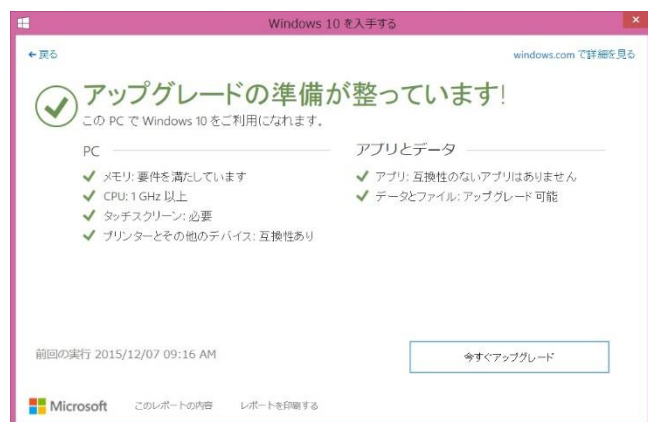 Windows 10 を入手する
戻る
windows.com で詳細を見る
アップグレードの準備が整っています!
この PC で Windows 10 をご利用になれます。
PC
メモリ: 要件を満たしています
CPU: 1 GHz 以上
タッチスクリーン: 必要
プリンターとその他のデバイス: 互換性あり
アプリとデータ
アプリ: 互換性のないアプリはありません
データとファイル: アップグレード可能
前回の実行 2015/12/07 09:16 AM
今すぐアップグレード
Microsoft
このレポートの内容
レポートを印刷する